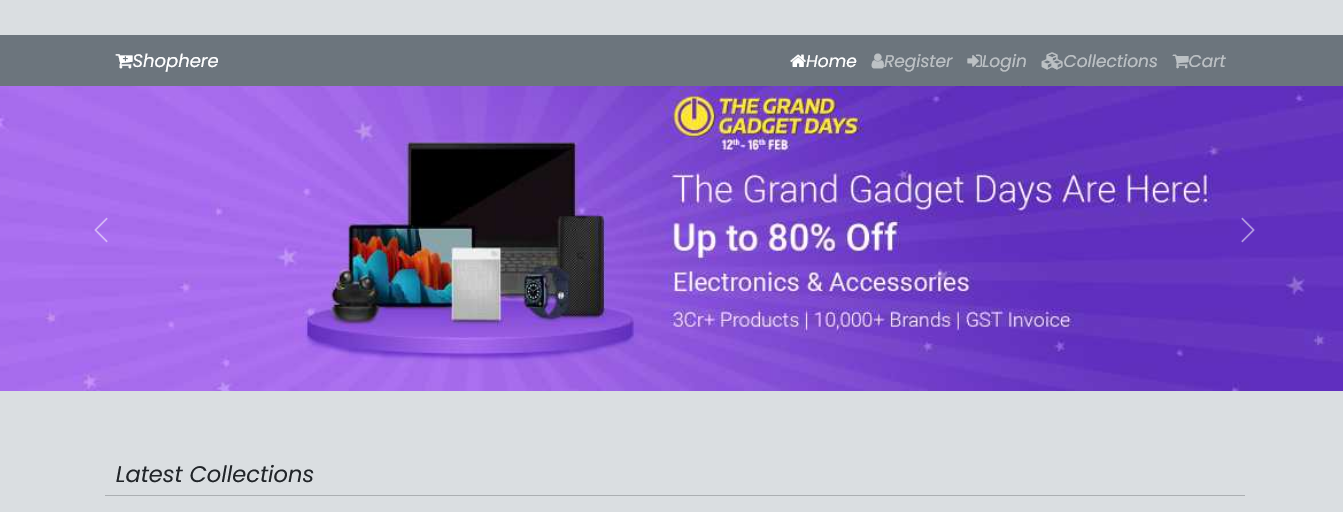 Shophere
Home Register Login Collections Cart
THE GRAND
GADGET DAYS
12th - 16th FEB
The Grand Gadget Days Are Here!
Up to 80% Off
Electronics & Accessories
3Cr+ Products | 10,000+ Brands | GST Invoice
Latest Collections